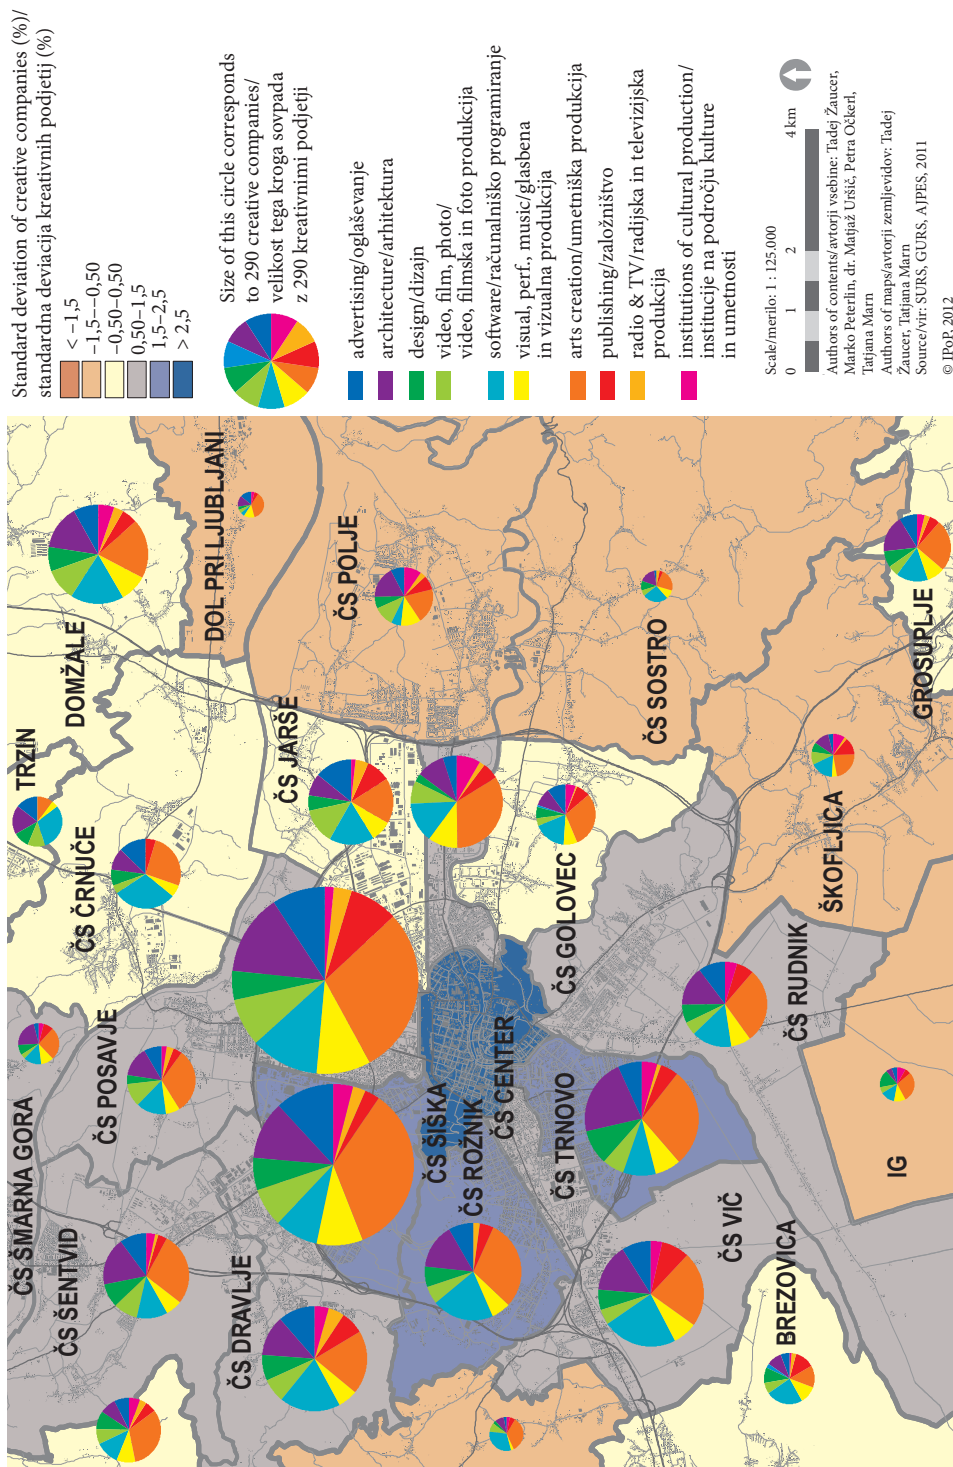 Standard deviation of creative companies (%)/
standardna deviacija kreativnih podjetij (%)
< –1,5
–1,5–−0,50
–0,50–0,50
0,50–1,5
1,5–2,5
> 2,5
Size of this circle corresponds
to 290 creative companies/
velikost tega kroga sovpada
z 290 kreativnimi podjetji
advertising/oglaševanje
architecture/arhitektura
design/dizajn
video, film, photo/
video, filmska in foto produkcija
software/računalniško programiranje
visual, perf., music/glasbena
in vizualna produkcija
arts creation/umetniška produkcija
publishing/založništvo
radio & TV/radijska in televizijska
produkcija
institutions of cultural production/
institucije na področju kulture
in umetnosti
Scale/merilo: 1 : 125.000
0 1 2 4 km
Authors of contents/avtorji vsebine: Tadej Žaucer,
Marko Peterlin, dr. Matjaž Uršič, Petra Očkerl,
Tatjana Marn
Authors of maps/avtorji zemljevidov: Tadej
Žaucer, Tatjana Marn
Source/vir: SURS, GURS, AJPES, 2011
© IPoP, 2012
ČS ŠMARNA GORA
ČS ŠENTVID
ČS POSAVJE
ČS ČRNUČE
TRZIN
DOMŽALE
DOL PRI LJUBLJANI
ČS DRAVLJE
ČS JARŠE
ČS POLJE
ČS ŠIŠKA
ČS ROŽNIK
ČS CENTER
ČS TRNOVO
ČS GOLOVEC
ČS SOSTRO
ČS VIČ
ČS RUDNIK
ŠKOFLJICA
BREZOVICA
IG
GROSUPLJE